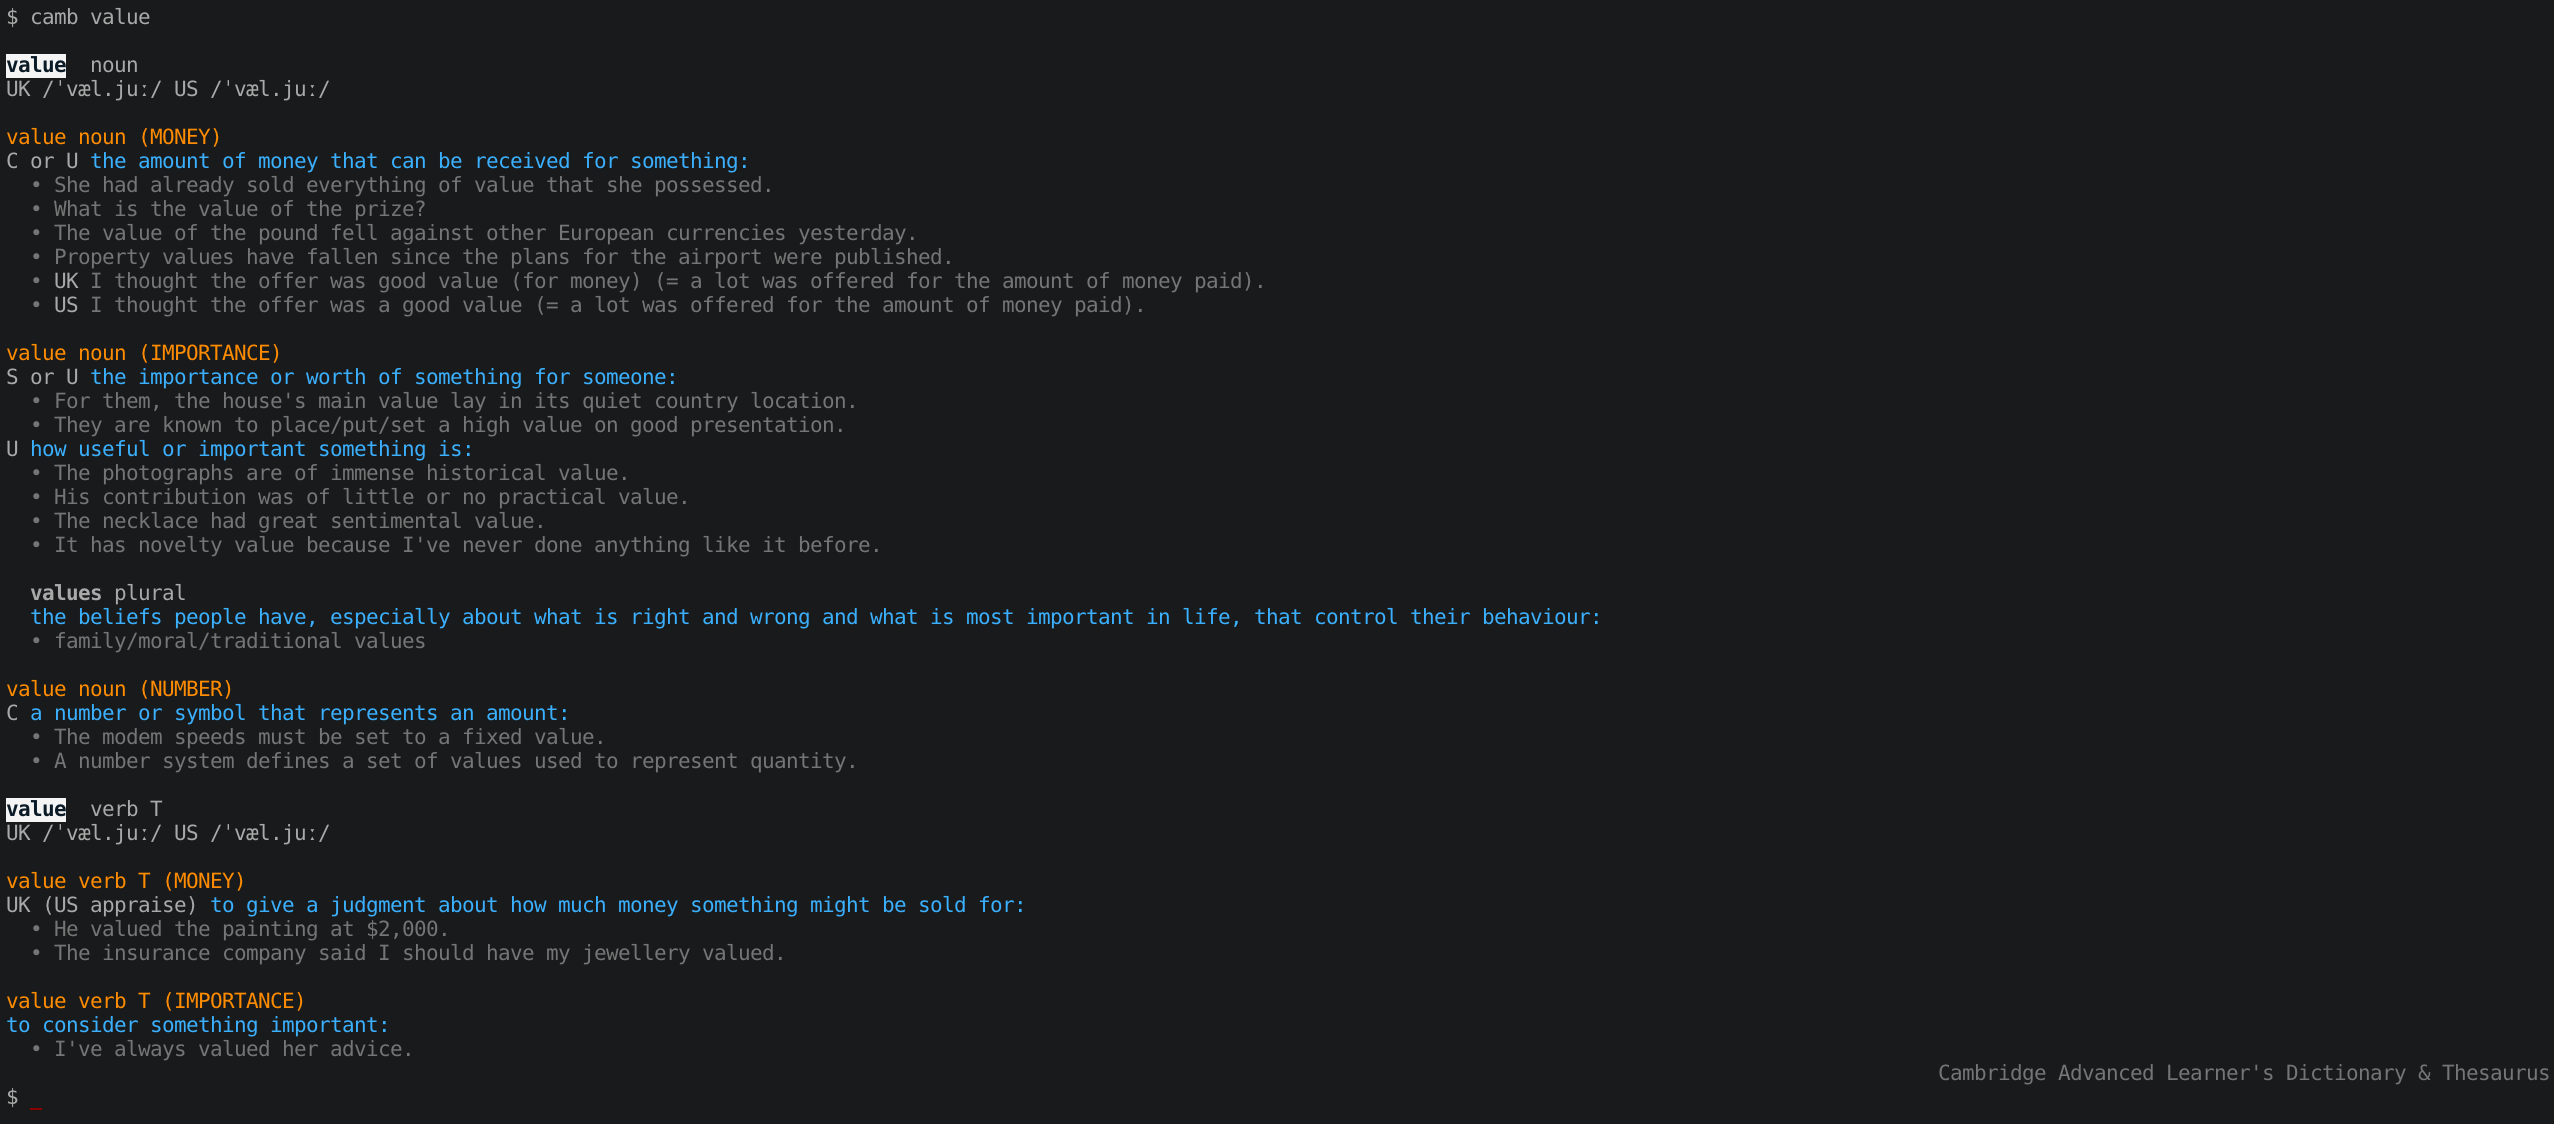 $ camb value
value noun
UK /ˈvæl.juː/ US /ˈvæl.juː/
value noun (MONEY)
C or U the amount of money that can be received for something:
• She had already sold everything of value that she possessed.
• What is the value of the prize?
• The value of the pound fell against other European currencies yesterday.
• Property values have fallen since the plans for the airport were published.
• UK I thought the offer was good value (for money) (= a lot was offered for the amount of money paid).
• US I thought the offer was a good value (= a lot was offered for the amount of money paid).
value noun (IMPORTANCE)
S or U the importance or worth of something for someone:
• For them, the house's main value lay in its quiet country location.
• They are known to place/put/set a high value on good presentation.
U how useful or important something is:
• The photographs are of immense historical value.
• His contribution was of little or no practical value.
• The necklace had great sentimental value.
• It has novelty value because I've never done anything like it before.
values plural
the beliefs people have, especially about what is right and wrong and what is most important in life, that control their behaviour:
• family/moral/traditional values
value noun (NUMBER)
C a number or symbol that represents an amount:
• The modem speeds must be set to a fixed value.
• A number system defines a set of values used to represent quantity.
value verb T
UK /ˈvæl.juː/ US /ˈvæl.juː/
value verb T (MONEY)
UK (US appraise) to give a judgment about how much money something might be sold for:
• He valued the painting at $2,000.
• The insurance company said I should have my jewellery valued.
value verb T (IMPORTANCE)
to consider something important:
• I've always valued her advice.
Cambridge Advanced Learner's Dictionary & Thesaurus
$ _